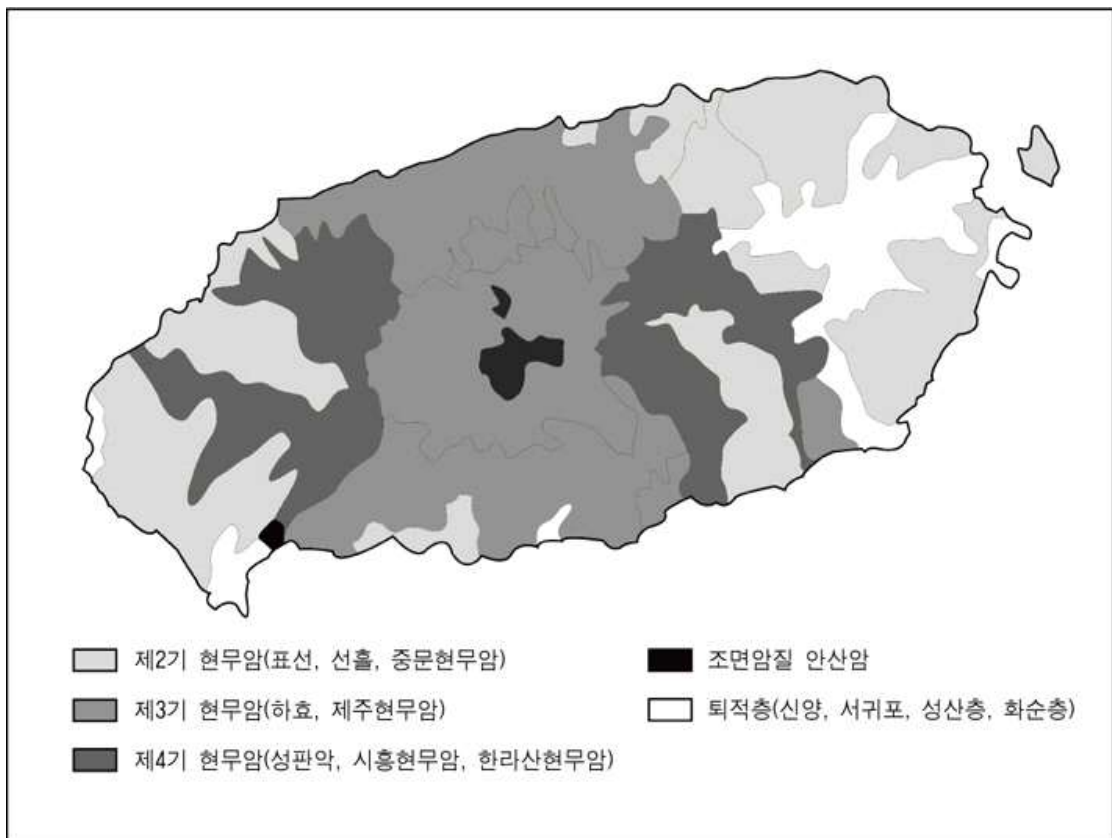 제2기 현무암(표선, 선흘, 중문현무암)
제3기 현무암(하효, 제주현무암)
제4기 현무암(성판악, 시흥현무암, 한라산현무암)
조면암질 안산암
퇴적층(신양, 서귀포, 성산층, 화순층)